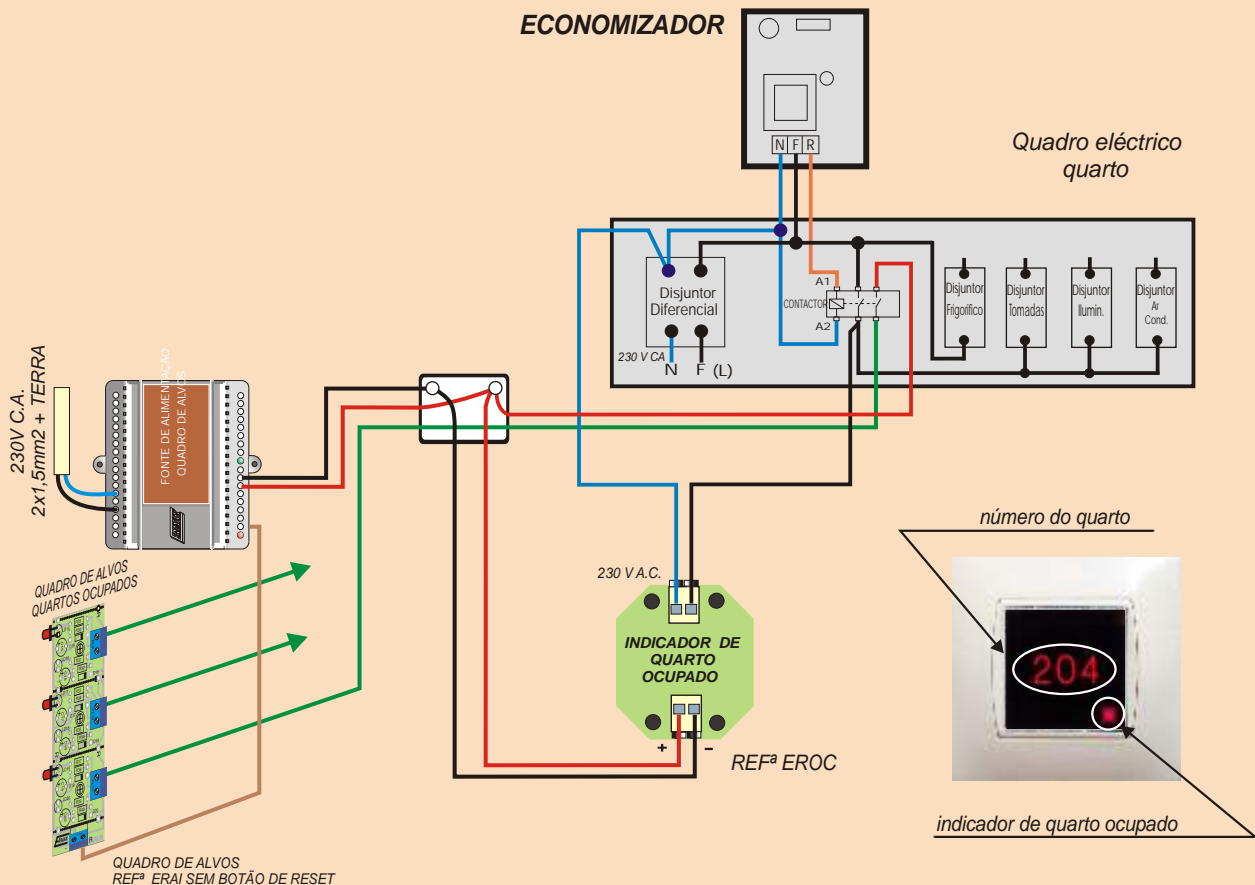 ECONOMIZADOR
N F R
Quadro eléctrico
quarto
Disjuntor
Diferencial
230 V CA
N F (L)
A1
CONTACTOR
A2
Disjuntor
Frigorífico
Disjuntor
Tomadas
Disjuntor
Ilumin.
Disjuntor
Ar
Cond.
230V C.A.
2x1,5mm2 + TERRA
FONTE DE ALIMENTAÇÃO
QUADRO DE ALVOS
QUADRO DE ALVOS
QUARTOS OCUPADOS
230 V A.C.
INDICADOR DE
QUARTO
OCUPADO
+ –
REFª EROC
número do quarto
204
indicador de quarto ocupado
QUADRO DE ALVOS
REFª ERAI SEM BOTÃO DE RESET